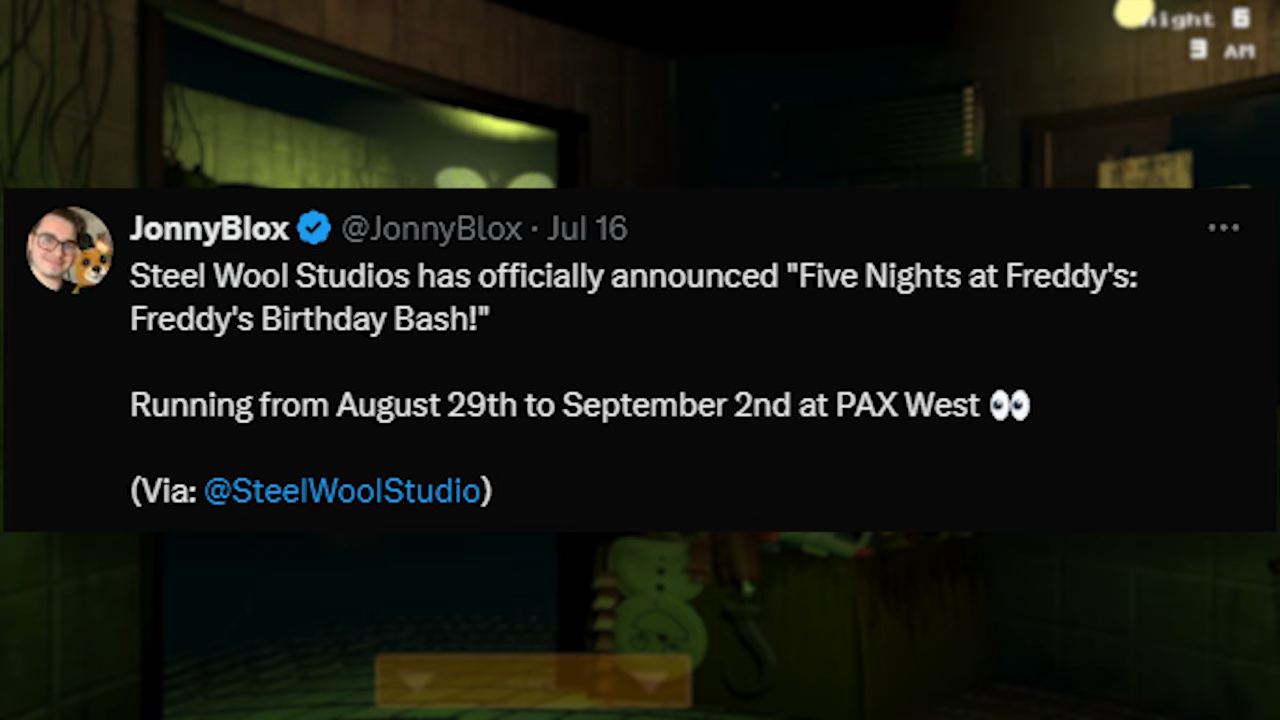 Night 6
3 AM
JonnyBlox @JonnyBlox · Jul 16
Steel Wool Studios has officially announced "Five Nights at Freddy's:
Freddy's Birthday Bash!"
Running from August 29th to September 2nd at PAX West 👀
(Via: @SteelWoolStudio)